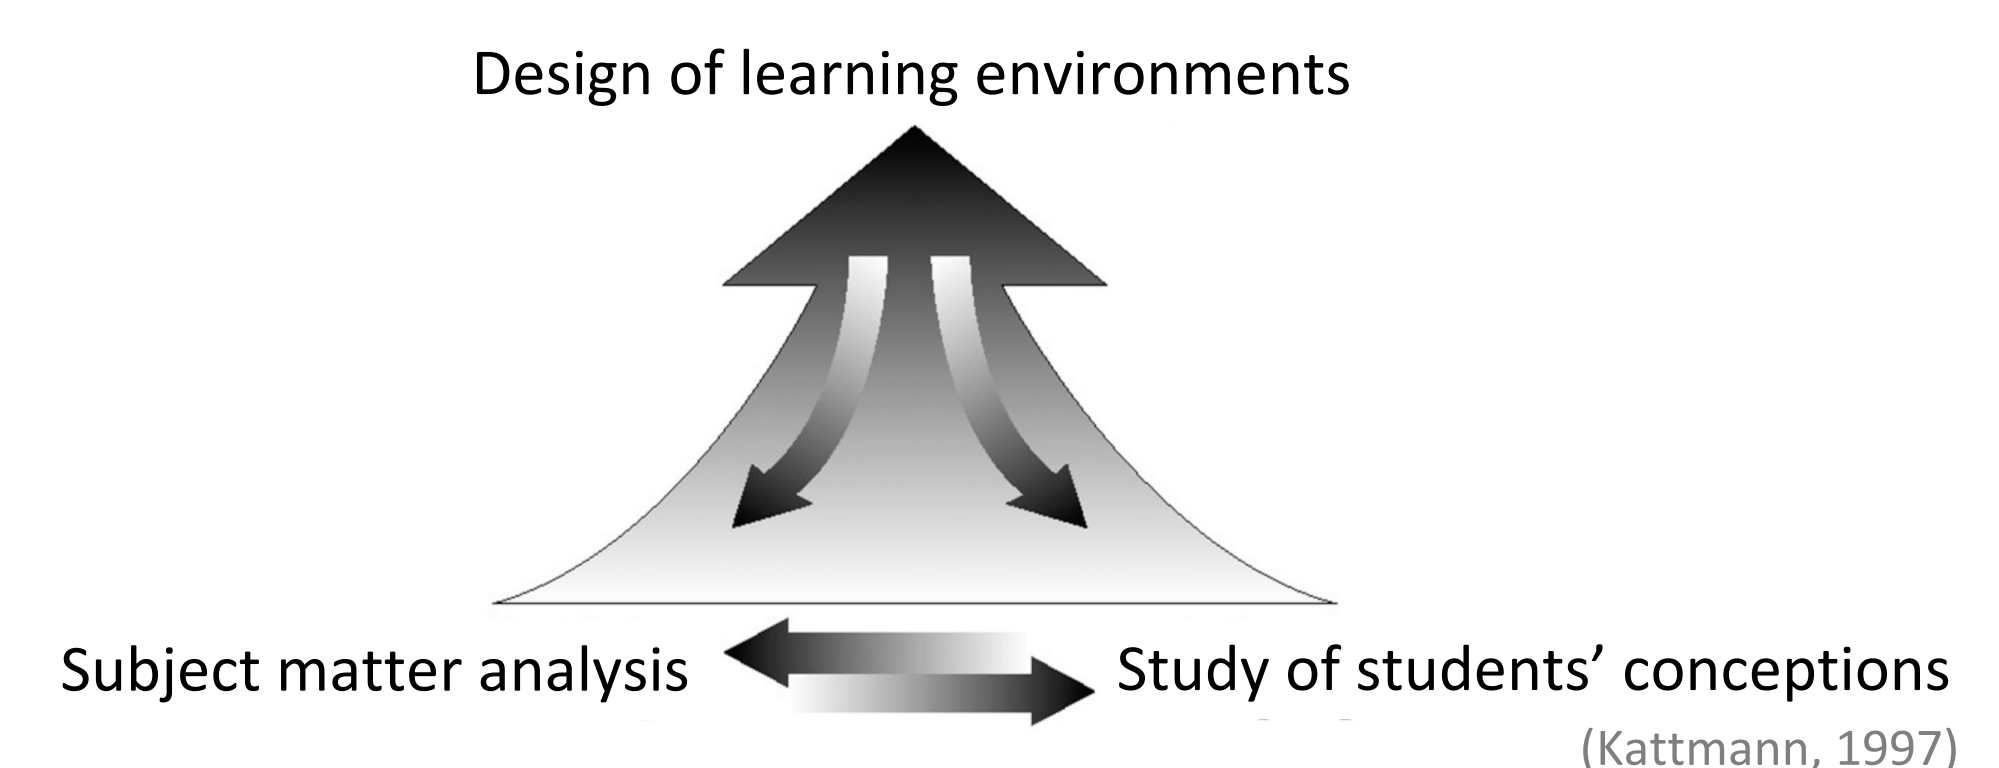 Design of learning environments
Subject matter analysis
Study of students’ conceptions
(Kattmann, 1997)